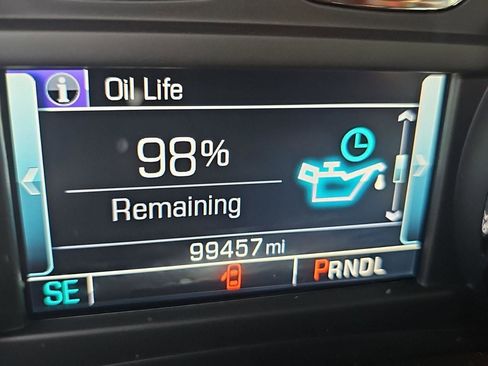 Oil Life
98%
Remaining
99457 mi
SE
PRNDL